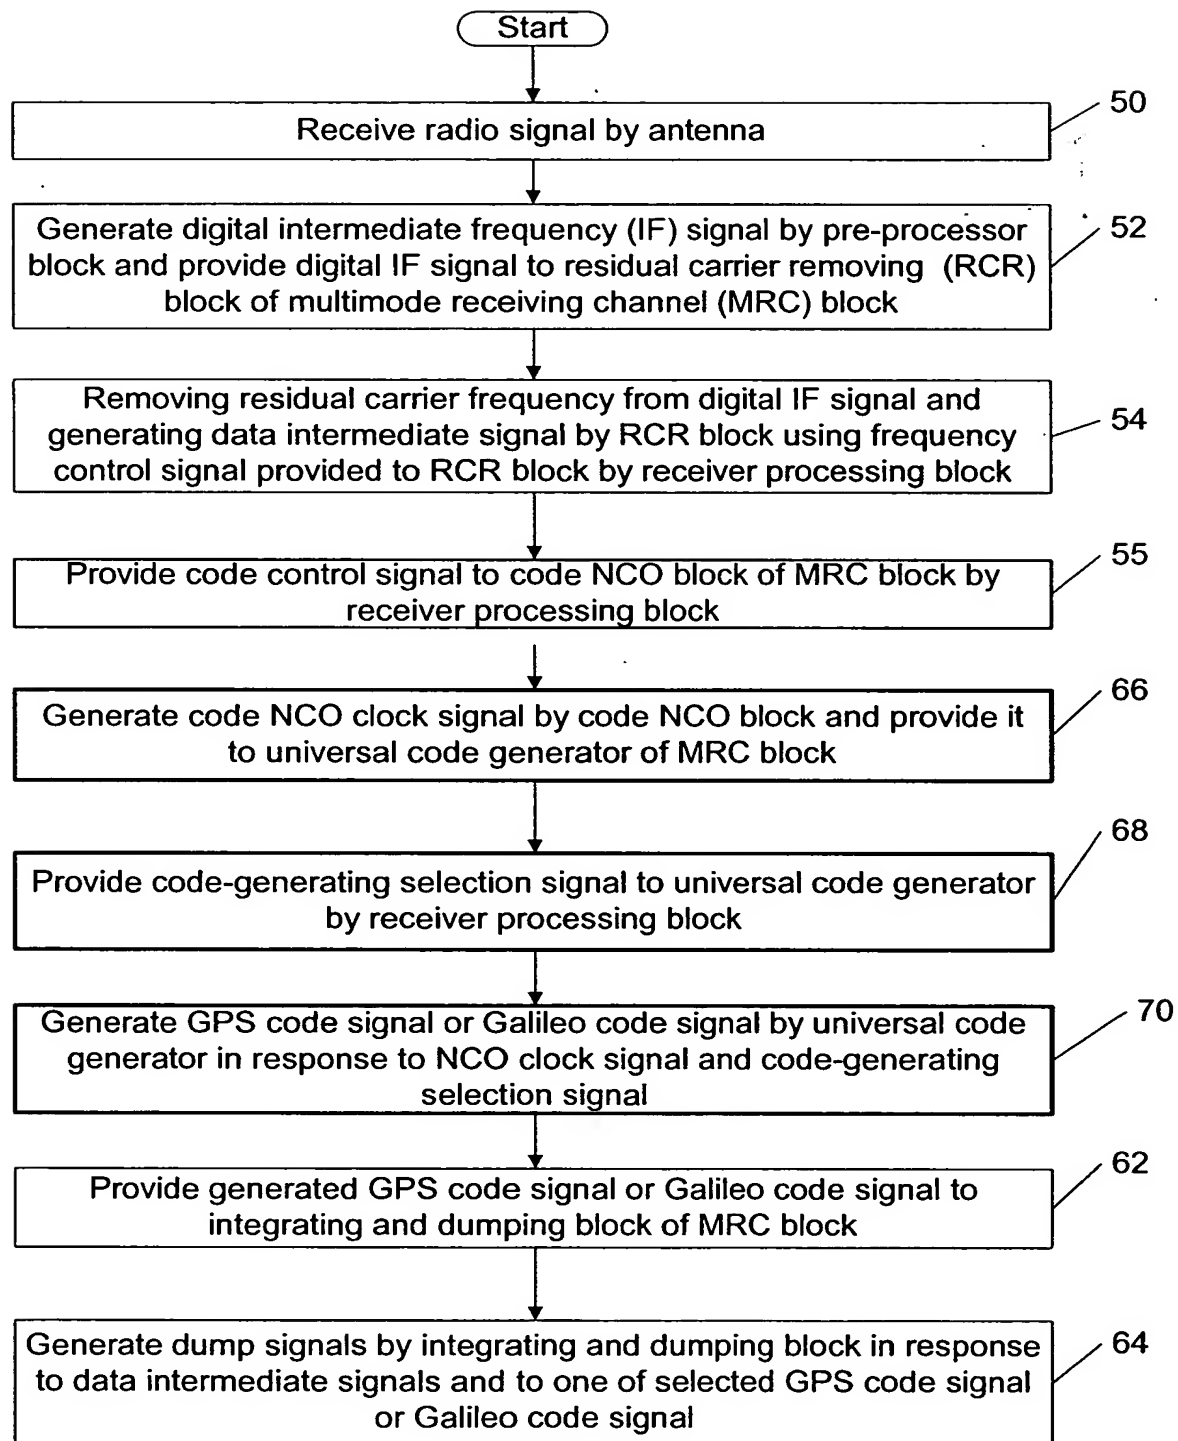 Start
50
Receive radio signal by antenna
52
Generate digital intermediate frequency (IF) signal by pre-processor
block and provide digital IF signal to residual carrier removing (RCR)
block of multimode receiving channel (MRC) block
54
Removing residual carrier frequency from digital IF signal and
generating data intermediate signal by RCR block using frequency
control signal provided to RCR block by receiver processing block
55
Provide code control signal to code NCO block of MRC block by
receiver processing block
66
Generate code NCO clock signal by code NCO block and provide it
to universal code generator of MRC block
68
Provide code-generating selection signal to universal code generator
by receiver processing block
70
Generate GPS code signal or Galileo code signal by universal code
generator in response to NCO clock signal and code-generating
selection signal
62
Provide generated GPS code signal or Galileo code signal to
integrating and dumping block of MRC block
64
Generate dump signals by integrating and dumping block in response
to data intermediate signals and to one of selected GPS code signal
or Galileo code signal